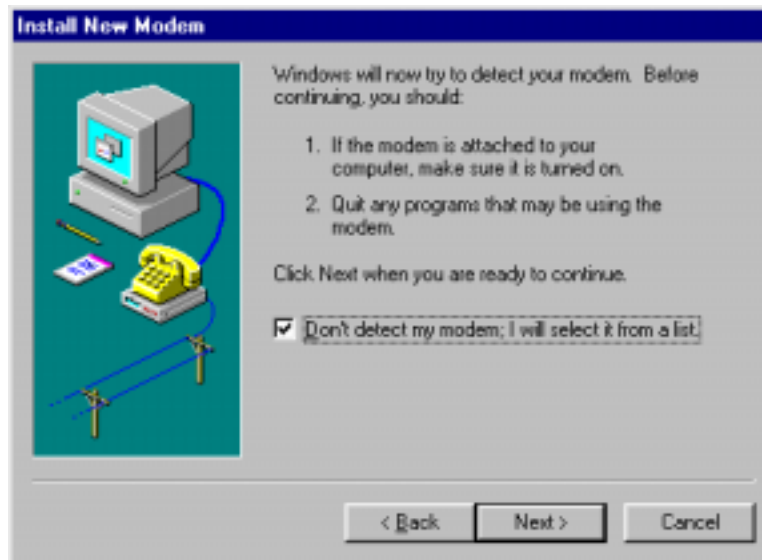 Install New Modem
Windows will now try to detect your modem. Before
continuing, you should:
1. If the modem is attached to your
computer, make sure it is turned on.
2. Quit any programs that may be using the
modem.
Click Next when you are ready to continue.
Don't detect my modem; I will select it from a list.
< Back
Next >
Cancel